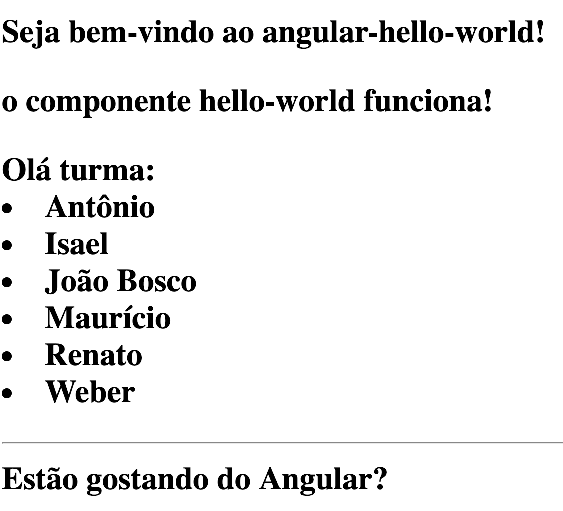 Seja bem-vindo ao angular-hello-world!
o componente hello-world funciona!
Olá turma:
• Antônio
• Isael
• João Bosco
• Maurício
• Renato
• Weber
Estão gostando do Angular?